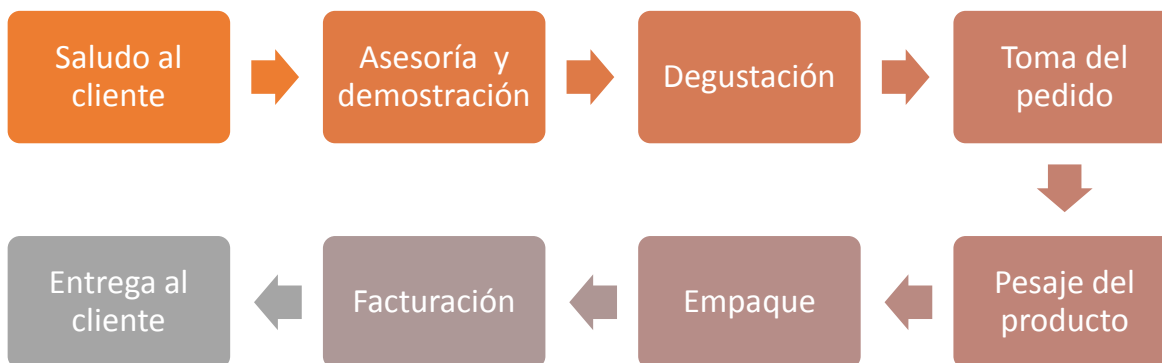 Saludo al
cliente
Asesoría y
demostración
Degustación
Toma del
pedido
Entrega al
cliente
Facturación
Empaque
Pesaje del
producto